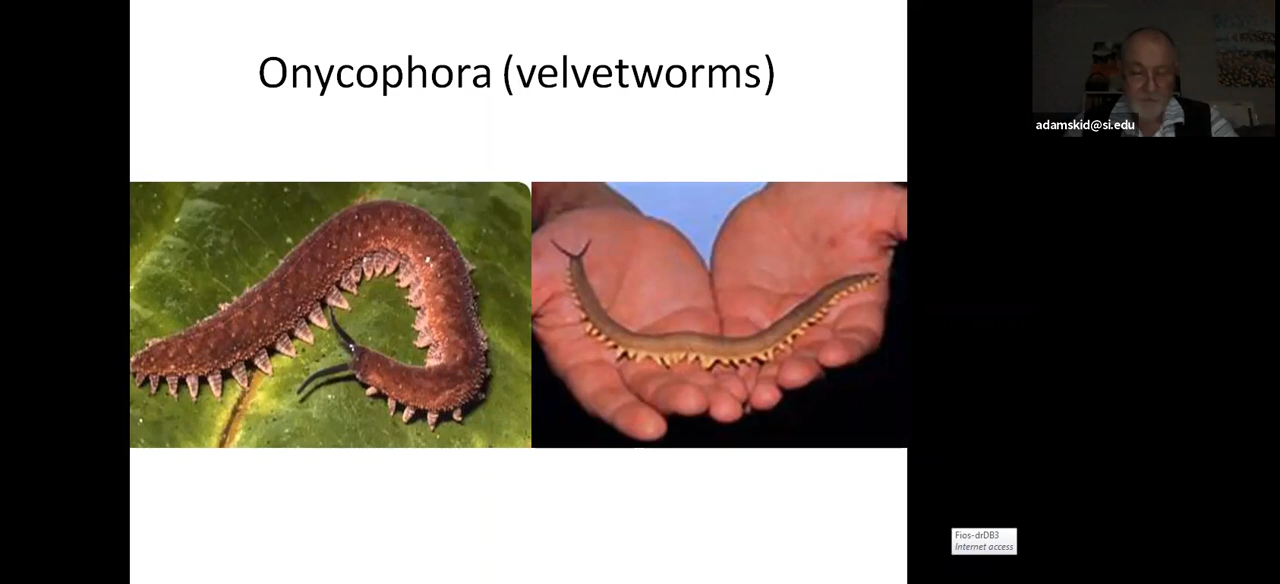 Onycophora (velvetworms)
adamskid@si.edu
Fios-drDB3
Internet access